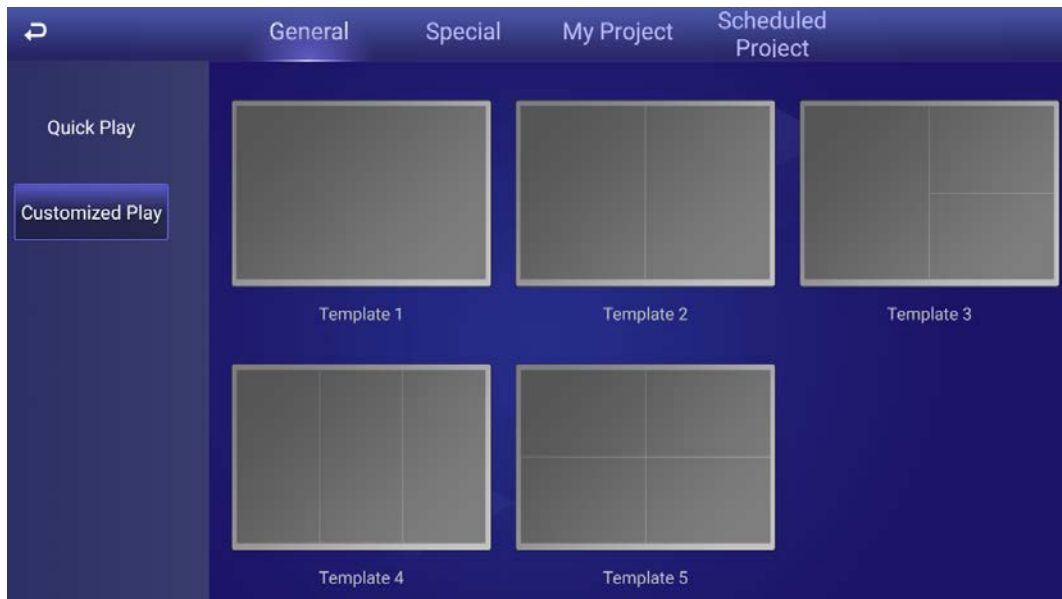 General
Special
My Project
Scheduled
Project
Quick Play
Customized Play
Template 1
Template 2
Template 3
Template 4
Template 5